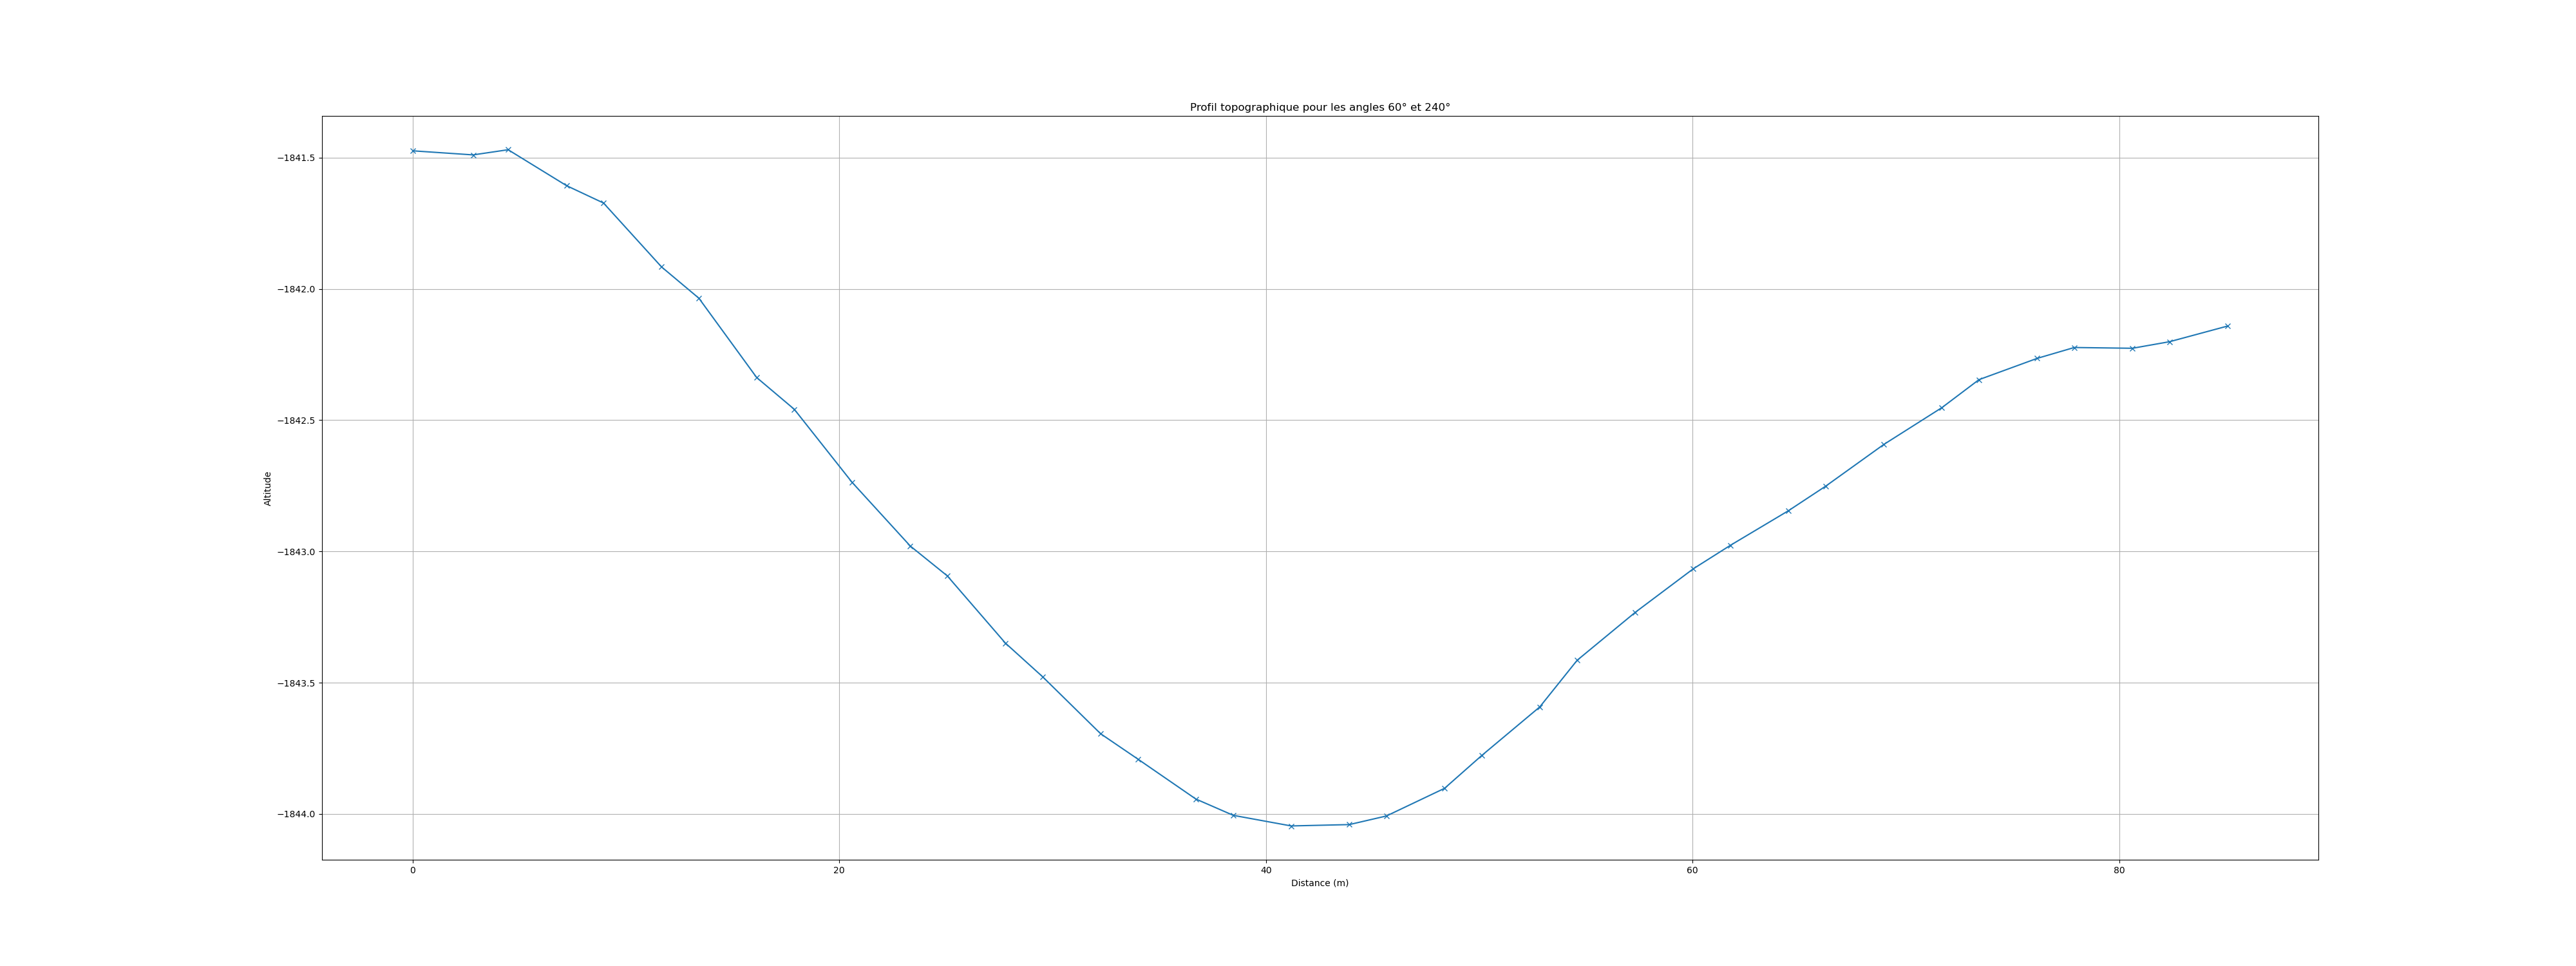 Profil topographique pour les angles 60° et 240°
−1841.5
−1842.0
−1842.5
−1843.0
−1843.5
−1844.0
Altitude
0 20 40 60 80
Distance (m)